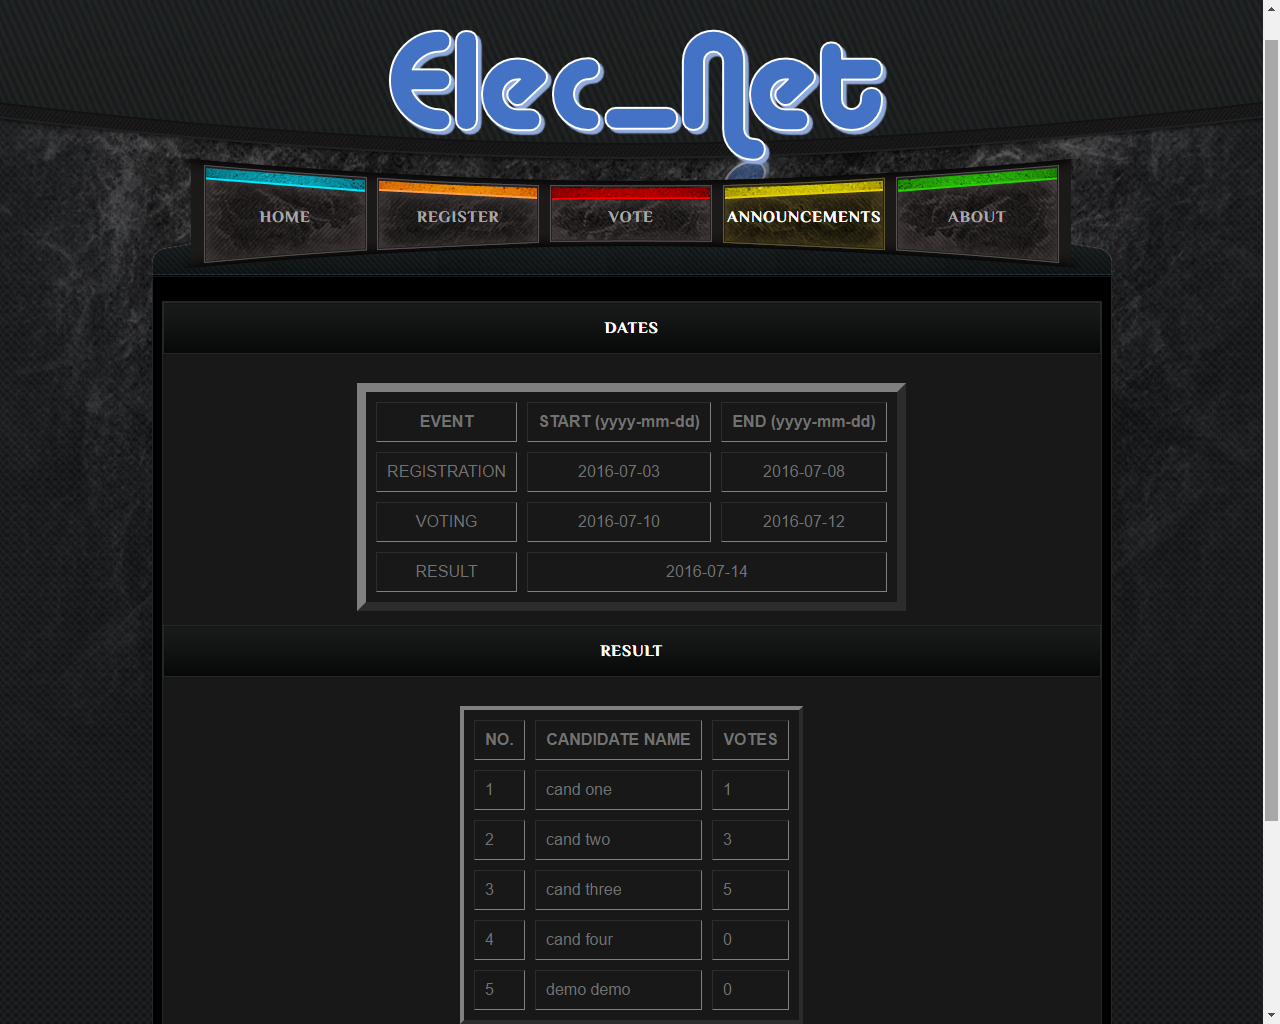 Elec_Net
HOME REGISTER VOTE ANNOUNCEMENTS ABOUT
DATES
EVENT START (yyyy-mm-dd) END (yyyy-mm-dd)
REGISTRATION 2016-07-03 2016-07-08
VOTING 2016-07-10 2016-07-12
RESULT 2016-07-14
RESULT
NO. CANDIDATE NAME VOTES
1 cand one 1
2 cand two 3
3 cand three 5
4 cand four 0
5 demo demo 0